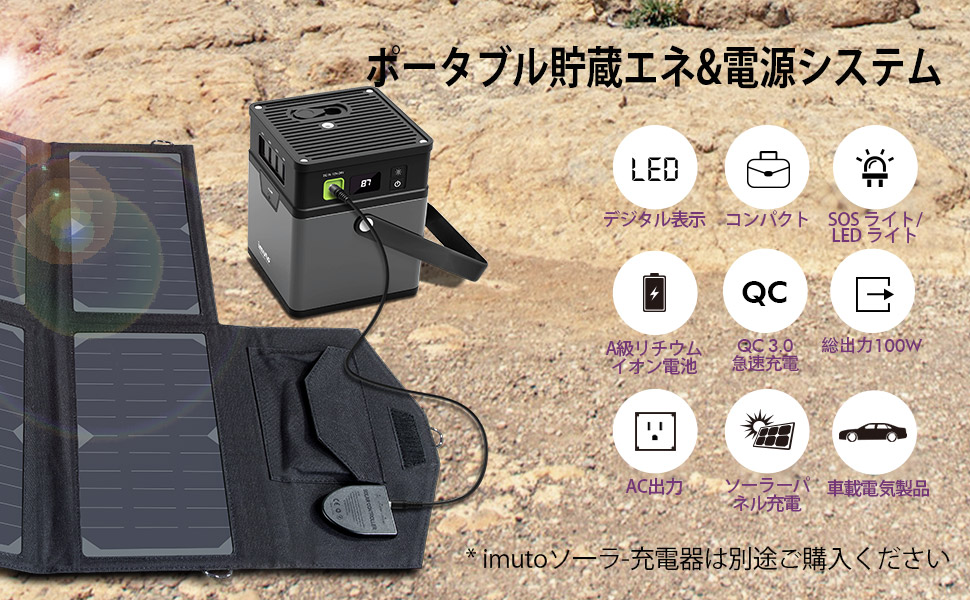 ポータブル貯蔵エネ&電源システム
LED
デジタル表示
コンパクト
SOS ライト/
LED ライト
A級リチウム
イオン電池
QC
QC 3.0
急速充電
総出力100W
AC出力
ソーラーパ
ネル充電
車載電気製品
87
imuto
* imutoソーラ-充電器は別途ご購入ください